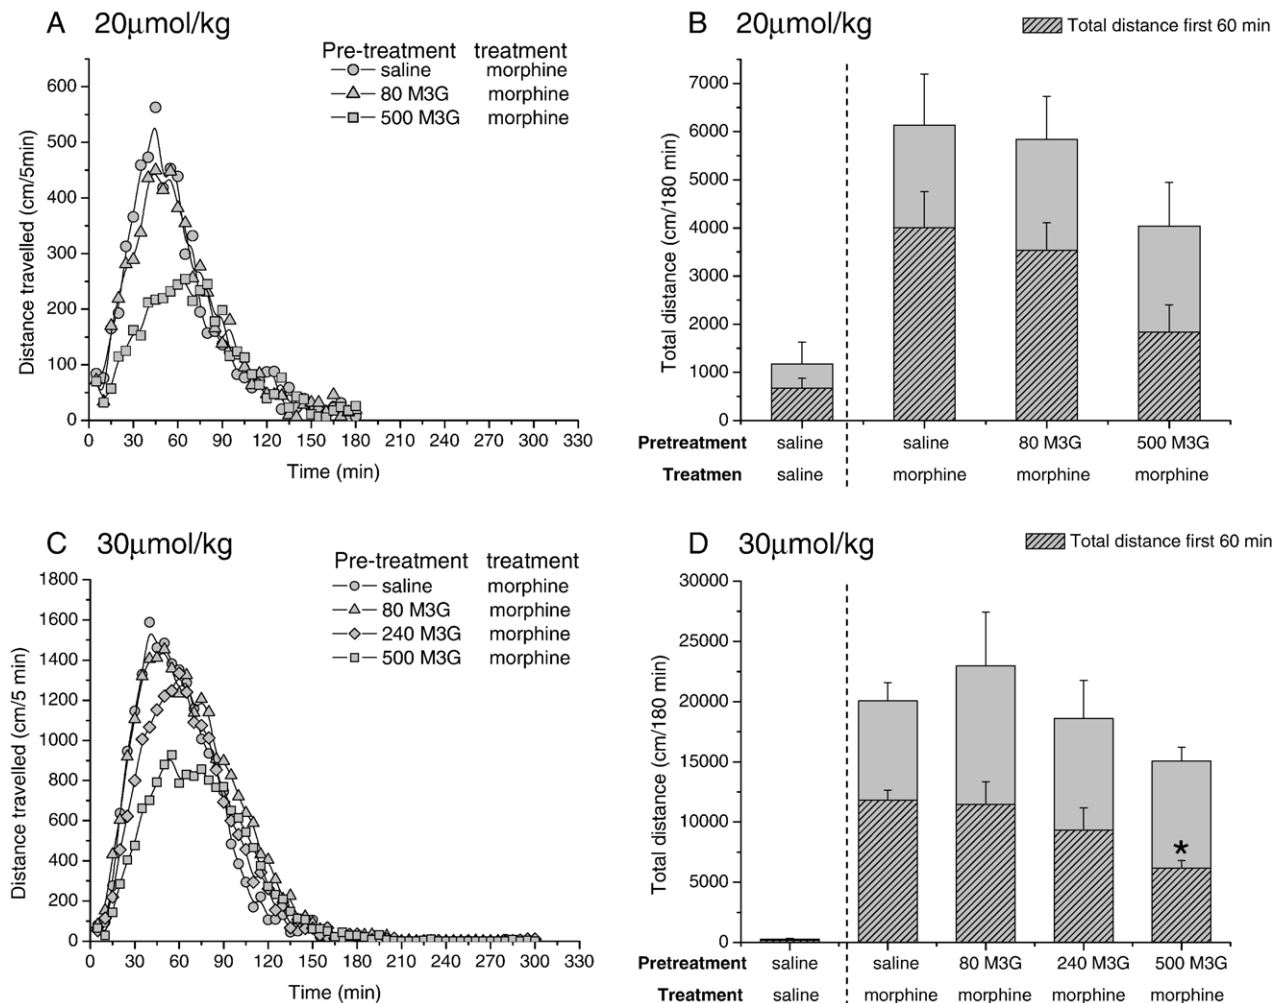 A 20μmol/kg
Pre-treatment treatment
saline morphine
80 M3G morphine
500 M3G morphine
600
500
400
300
200
100
0
Distance travelled (cm/5min)
0 30 60 90 120 150 180 210 240 270 300 330
Time (min)
B 20μmol/kg
Total distance first 60 min
7000
6000
5000
4000
3000
2000
1000
0
Total distance (cm/180 min)
Pretreatment saline saline 80 M3G 500 M3G
Treatmen saline morphine morphine morphine
C 30μmol/kg
Pre-treatment treatment
saline morphine
80 M3G morphine
240 M3G morphine
500 M3G morphine
1800
1600
1400
1200
1000
800
600
400
200
0
Distance travelled (cm/5 min)
0 30 60 90 120 150 180 210 240 270 300 330
Time (min)
D 30μmol/kg
Total distance first 60 min
30000
25000
20000
15000
10000
5000
0
Total distance (cm/180 min)
*
Pretreatment saline saline 80 M3G 240 M3G 500 M3G
Treatment saline morphine morphine morphine morphine